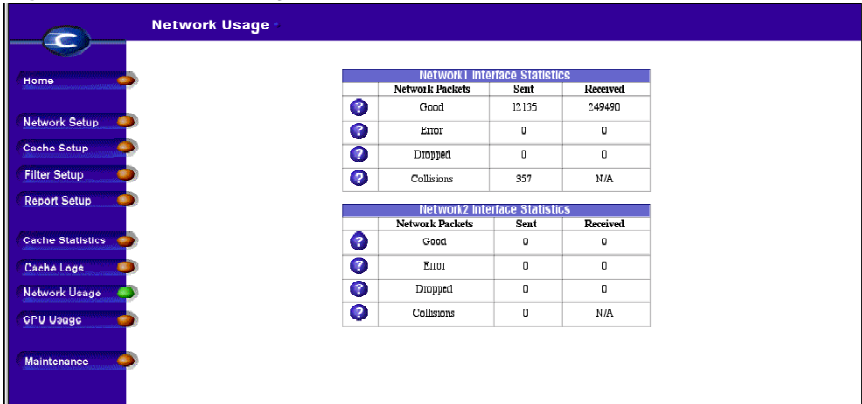 Network Usage
Home
Network Setup
Cache Setup
Filter Setup
Report Setup
Cache Statistics
Cache Logs
Network Usage
CPU Usage
Maintenance
Network1 Interface Statistics
Network Packets Sent Received
Good 12135 249490
Error 0 0
Dropped 0 0
Collisions 357 N/A
Network2 Interface Statistics
Network Packets Sent Received
Good 0 0
Error 0 0
Dropped 0 0
Collisions 0 N/A